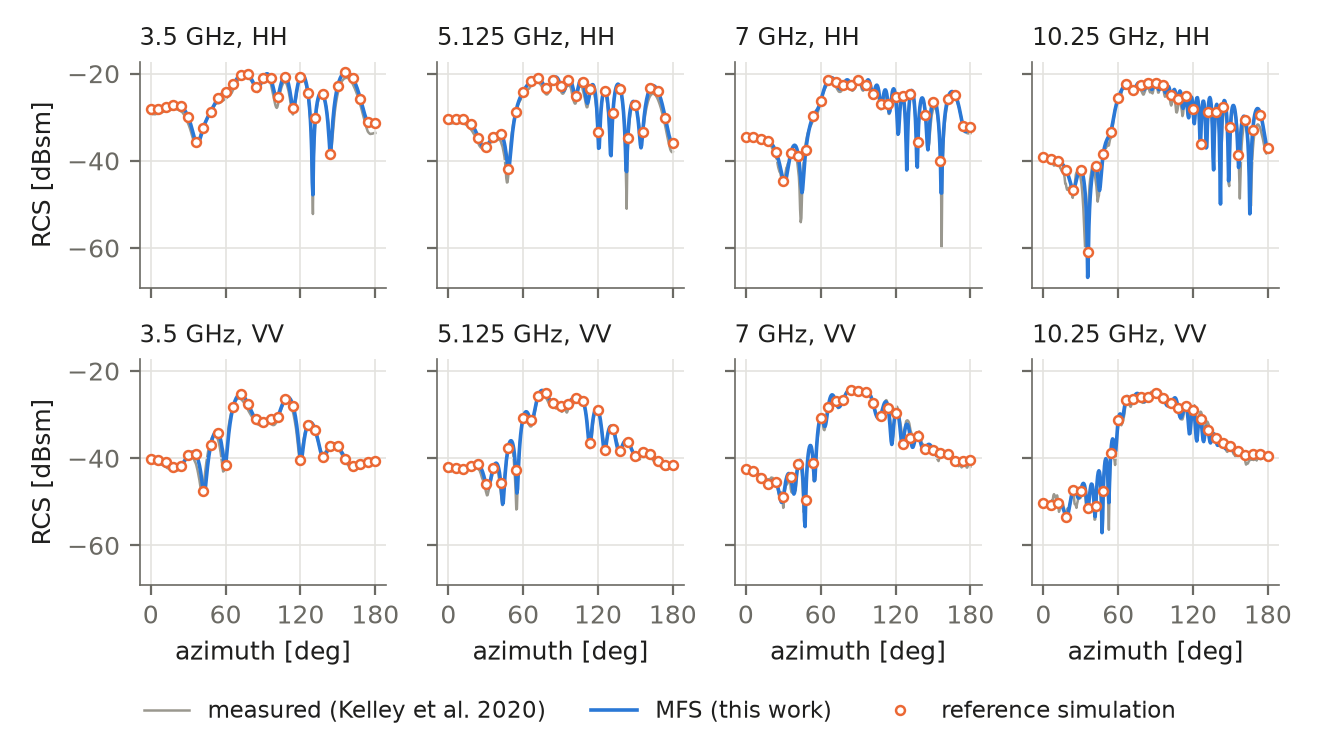 3.5 GHz, HH
5.125 GHz, HH
7 GHz, HH
10.25 GHz, HH
RCS [dBsm]
−20
−40
−60
3.5 GHz, VV
5.125 GHz, VV
7 GHz, VV
10.25 GHz, VV
RCS [dBsm]
−20
−40
−60
0 60 120 180
0 60 120 180
0 60 120 180
0 60 120 180
azimuth [deg]
azimuth [deg]
azimuth [deg]
azimuth [deg]
measured (Kelley et al. 2020)
MFS (this work)
reference simulation